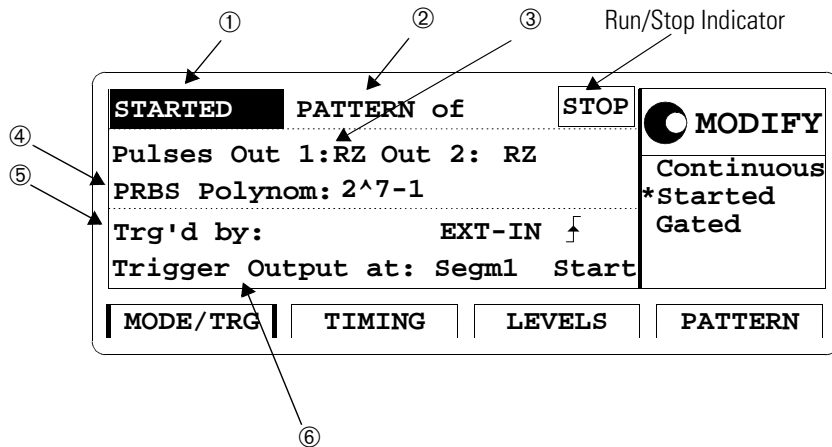 ① ② ③ Run/Stop Indicator
STARTED PATTERN of STOP
MODIFY
④ Pulses Out 1:RZ Out 2: RZ
Continuous
⑤ PRBS Polynom: 2^7-1
*Started
Trg'd by: EXT-IN
Gated
Trigger Output at: Segm1 Start
MODE/TRG TIMING LEVELS PATTERN
⑥